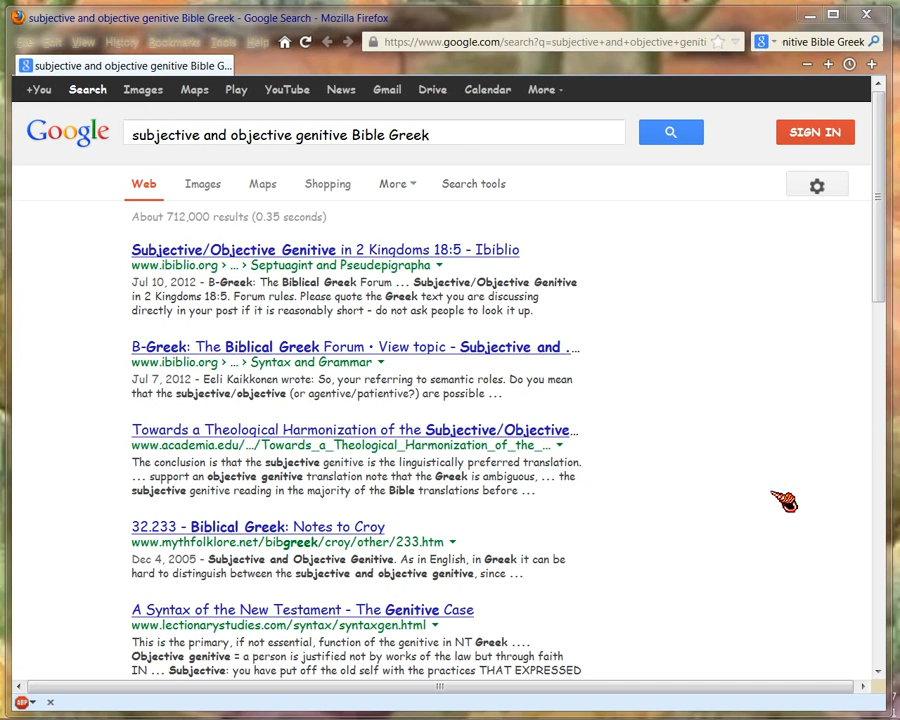 subjective and objective genitive Bible Greek - Google Search - Mozilla Firefox
File Edit View History Bookmarks Tools Help https://www.google.com/search?q=subjective+and+objective+geniti nitive Bible Greek
subjective and objective genitive Bible G...
+You Search Images Maps Play YouTube News Gmail Drive Calendar More
Google subjective and objective genitive Bible Greek SIGN IN
Web Images Maps Shopping More Search tools
About 712,000 results (0.35 seconds)
Subjective/Objective Genitive in 2 Kingdoms 18:5 - Ibiblio
www.ibiblio.org › ... › Septuagint and Pseudepigrapha
Jul 10, 2012 - B-Greek: The Biblical Greek Forum ... Subjective/Objective Genitive
in 2 Kingdoms 18:5. Forum rules. Please quote the Greek text you are discussing
directly in your post if it is reasonably short - do not ask people to look it up.
B-Greek: The Biblical Greek Forum • View topic - Subjective and ...
www.ibiblio.org › ... › Syntax and Grammar
Jul 7, 2012 - Eeli Kaikkonen wrote: So, your referring to semantic roles. Do you mean
that the subjective/objective (or agentive/patientive?) are possible ...
Towards a Theological Harmonization of the Subjective/Objective...
www.academia.edu/.../Towards_a_Theological_Harmonization_of_the_...
The conclusion is that the subjective genitive is the linguistically preferred translation.
... support an objective genitive translation note that the Greek is ambiguous, ... the
subjective genitive reading in the majority of the Bible translations before ...
32.233 - Biblical Greek: Notes to Croy
www.mythfolklore.net/bibgreek/croy/other/233.htm
Dec 4, 2005 - Subjective and Objective Genitive. As in English, in Greek it can be
hard to distinguish between the subjective and objective genitive, since ...
A Syntax of the New Testament - The Genitive Case
www.lectionarystudies.com/syntax/syntaxgen.html
This is the primary, if not essential, function of the genitive in NT Greek ....
Objective genitive = a person is justified not by works of the law but through faith
IN ... Subjective: you have put off the old self with the practices THAT EXPRESSED
ABP